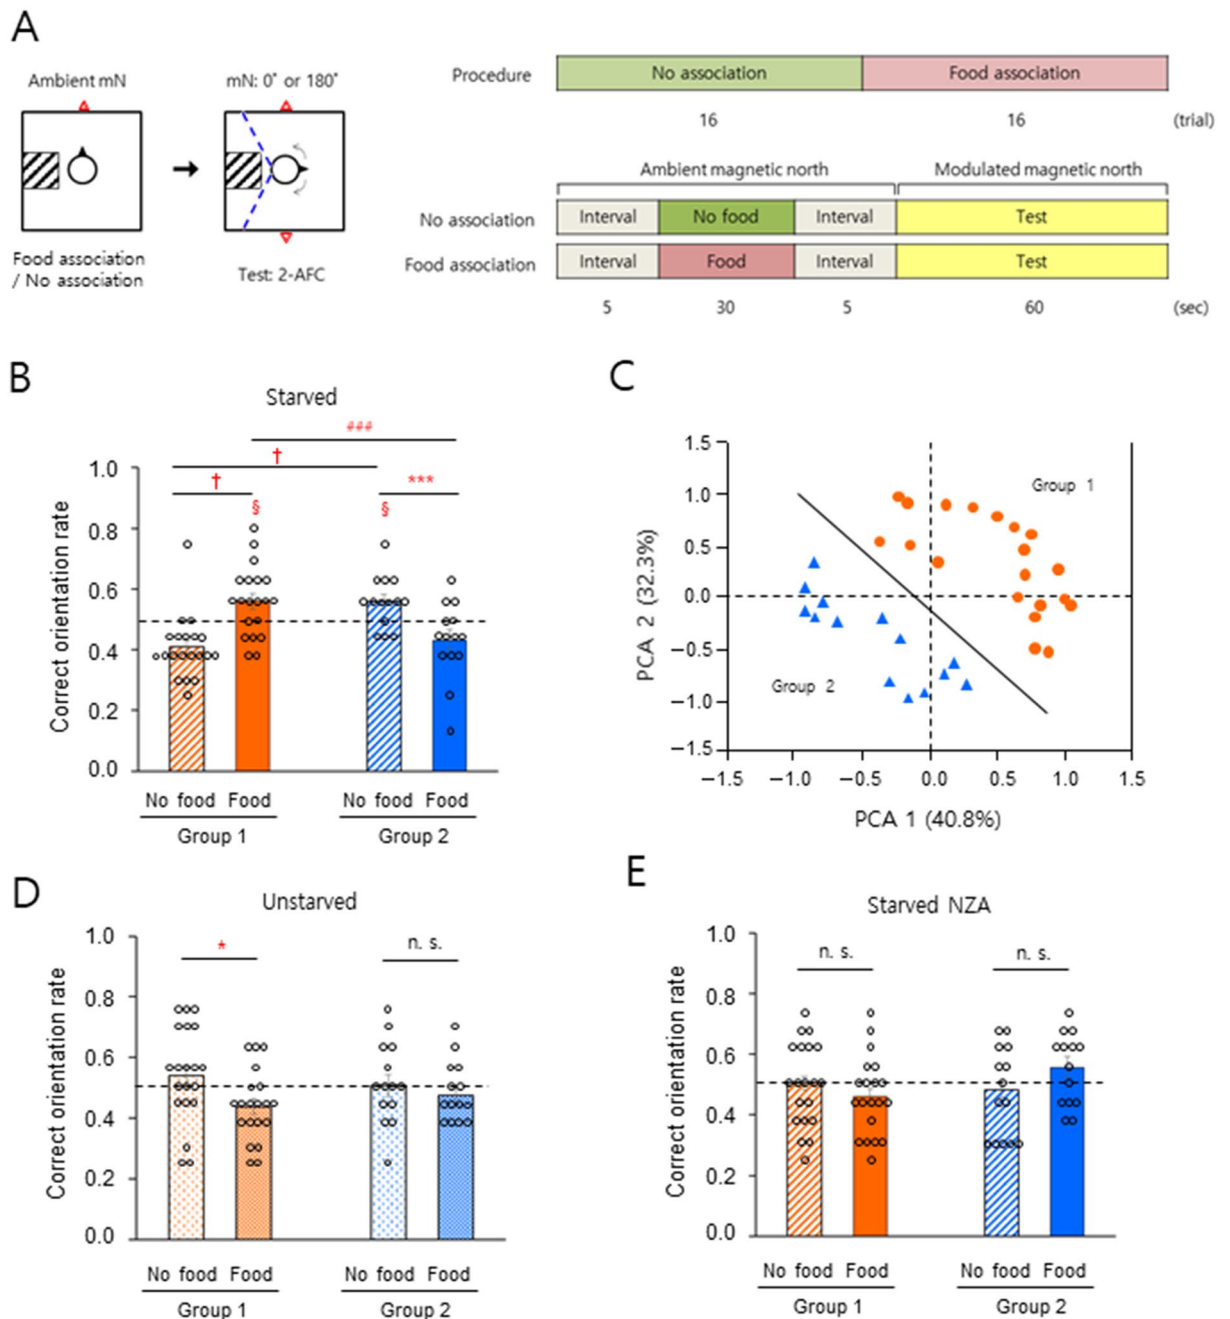 A
Ambient mN
mN: 0° or 180°
Food association
/ No association
Test: 2-AFC
Procedure
No association
Food association
16
16
(trial)
Ambient magnetic north
Modulated magnetic north
No association
Interval
No food
Interval
Test
Food association
Interval
Food
Interval
Test
5
30
5
60
(sec)
B
Starved
###
†
†
***
§
§
Correct orientation rate
1.0
0.8
0.6
0.4
0.2
0.0
No food
Food
No food
Food
Group 1
Group 2
C
PCA 2 (32.3%)
1.5
1.0
0.5
0.0
−0.5
−1.0
−1.5
Group 1
Group 2
−1.5
−1.0
−0.5
0.0
0.5
1.0
1.5
PCA 1 (40.8%)
D
Unstarved
*
n. s.
Correct orientation rate
1.0
0.8
0.6
0.4
0.2
0.0
No food
Food
No food
Food
Group 1
Group 2
E
Starved NZA
n. s.
n. s.
Correct orientation rate
1.0
0.8
0.6
0.4
0.2
0.0
No food
Food
No food
Food
Group 1
Group 2